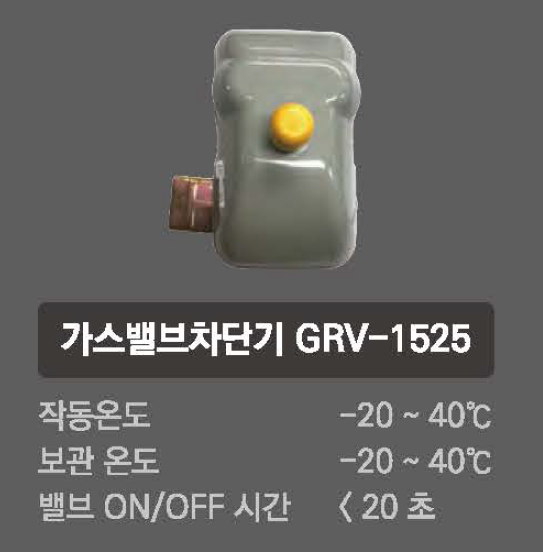 가스밸브차단기 GRV-1525
작동온도 -20 ~ 40℃
보관 온도 -20 ~ 40℃
밸브 ON/OFF 시간 < 20 초